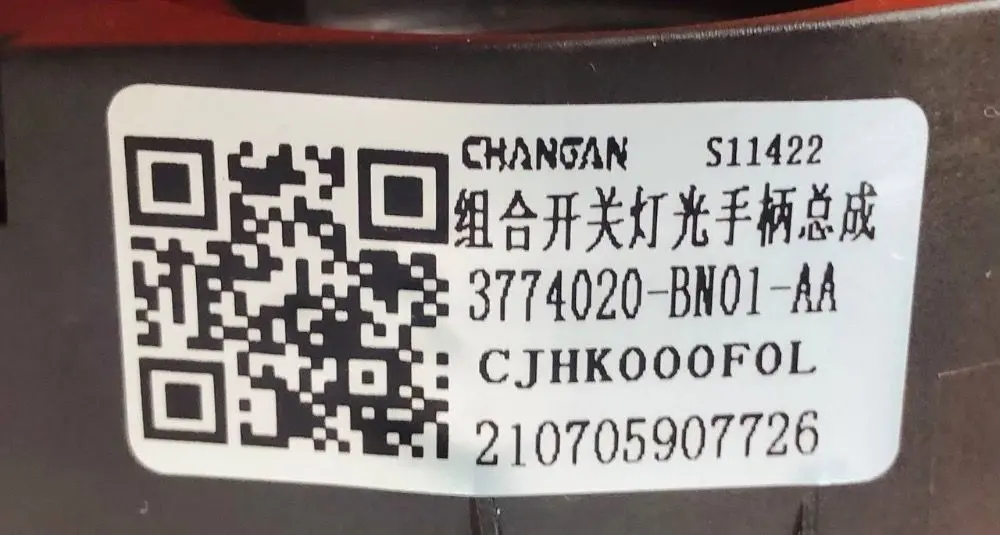 CHANGAN S11422
组合开关灯光手柄总成
3774020-BN01-AA
CJHK000F0L
210705907726